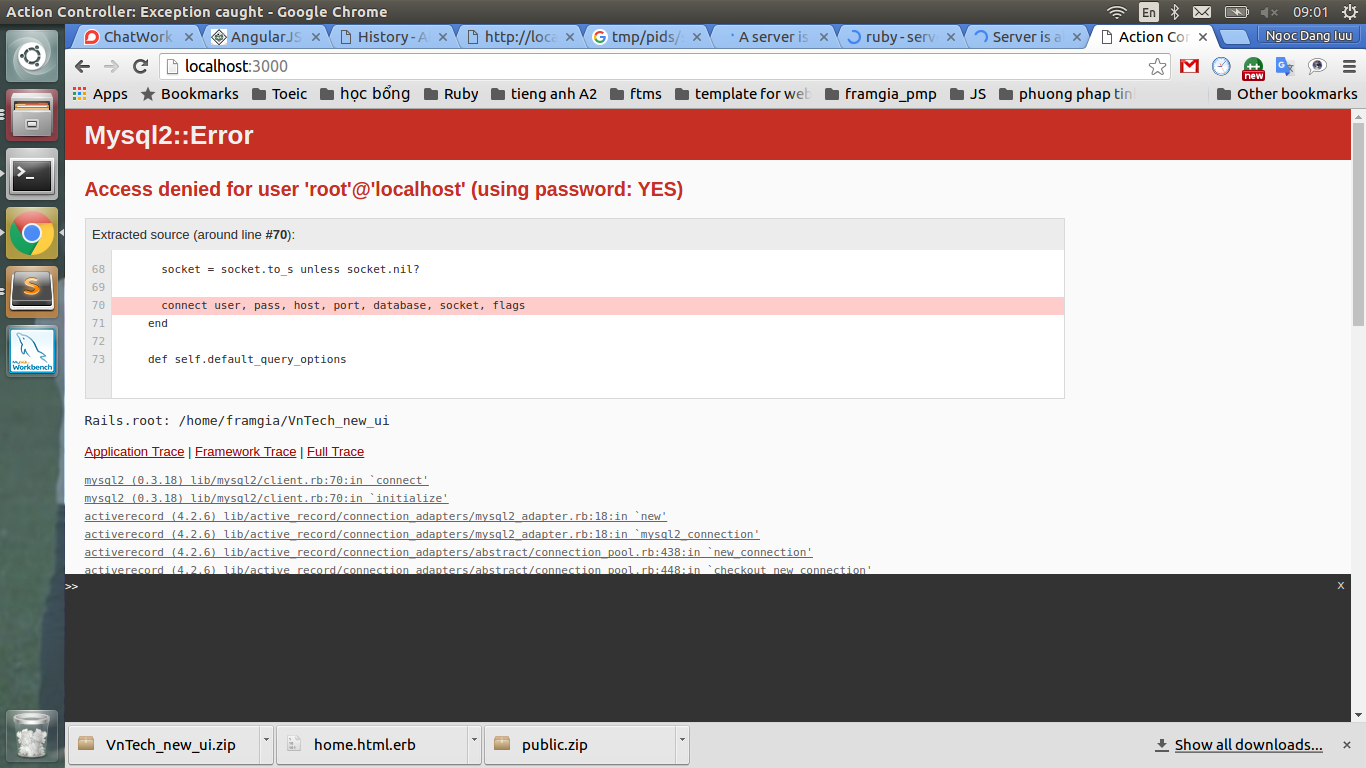 Action Controller: Exception caught - Google Chrome
En
09:01
ChatWork
AngularJS
History - A
http://loca
tmp/pids/
A server is
ruby - serv
Server is a
Action Con
Ngoc Dang luu
localhost:3000
new
Apps
Bookmarks
Toeic
học bổng
Ruby
tieng anh A2
ftms
template for web
framgia_pmp
JS
phuong phap tin
Other bookmarks
Mysql2::Error
Access denied for user 'root'@'localhost' (using password: YES)
Extracted source (around line #70):
68 socket = socket.to_s unless socket.nil?
69
70 connect user, pass, host, port, database, socket, flags
71 end
72
73 def self.default_query_options
Rails.root: /home/framgia/VnTech_new_ui
Application Trace | Framework Trace | Full Trace
mysql2 (0.3.18) lib/mysql2/client.rb:70:in `connect'
mysql2 (0.3.18) lib/mysql2/client.rb:70:in `initialize'
activerecord (4.2.6) lib/active_record/connection_adapters/mysql2_adapter.rb:18:in `new'
activerecord (4.2.6) lib/active_record/connection_adapters/mysql2_adapter.rb:18:in `mysql2_connection'
activerecord (4.2.6) lib/active_record/connection_adapters/abstract/connection_pool.rb:438:in `new_connection'
activerecord (4.2.6) lib/active_record/connection_adapters/abstract/connection_pool.rb:448:in `checkout_new_connection'
>>
x
Workbench
VnTech_new_ui.zip
home.html.erb
public.zip
Show all downloads...